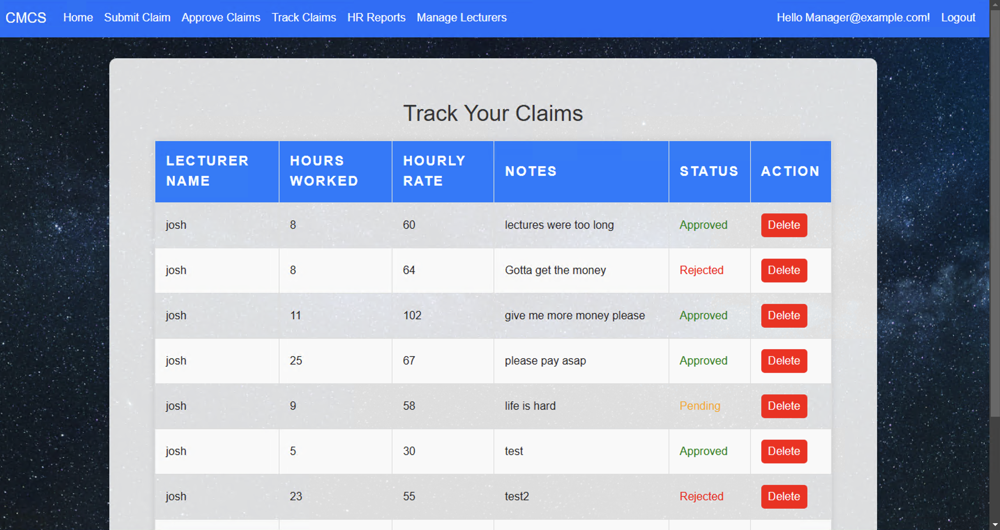 CMCS Home Submit Claim Approve Claims Track Claims HR Reports Manage Lecturers Hello Manager@example.com! Logout
Track Your Claims
LECTURER NAME HOURS WORKED HOURLY RATE NOTES STATUS ACTION
josh 8 60 lectures were too long Approved Delete
josh 8 64 Gotta get the money Rejected Delete
josh 11 102 give me more money please Approved Delete
josh 25 67 please pay asap Approved Delete
josh 9 58 life is hard Pending Delete
josh 5 30 test Approved Delete
josh 23 55 test2 Rejected Delete